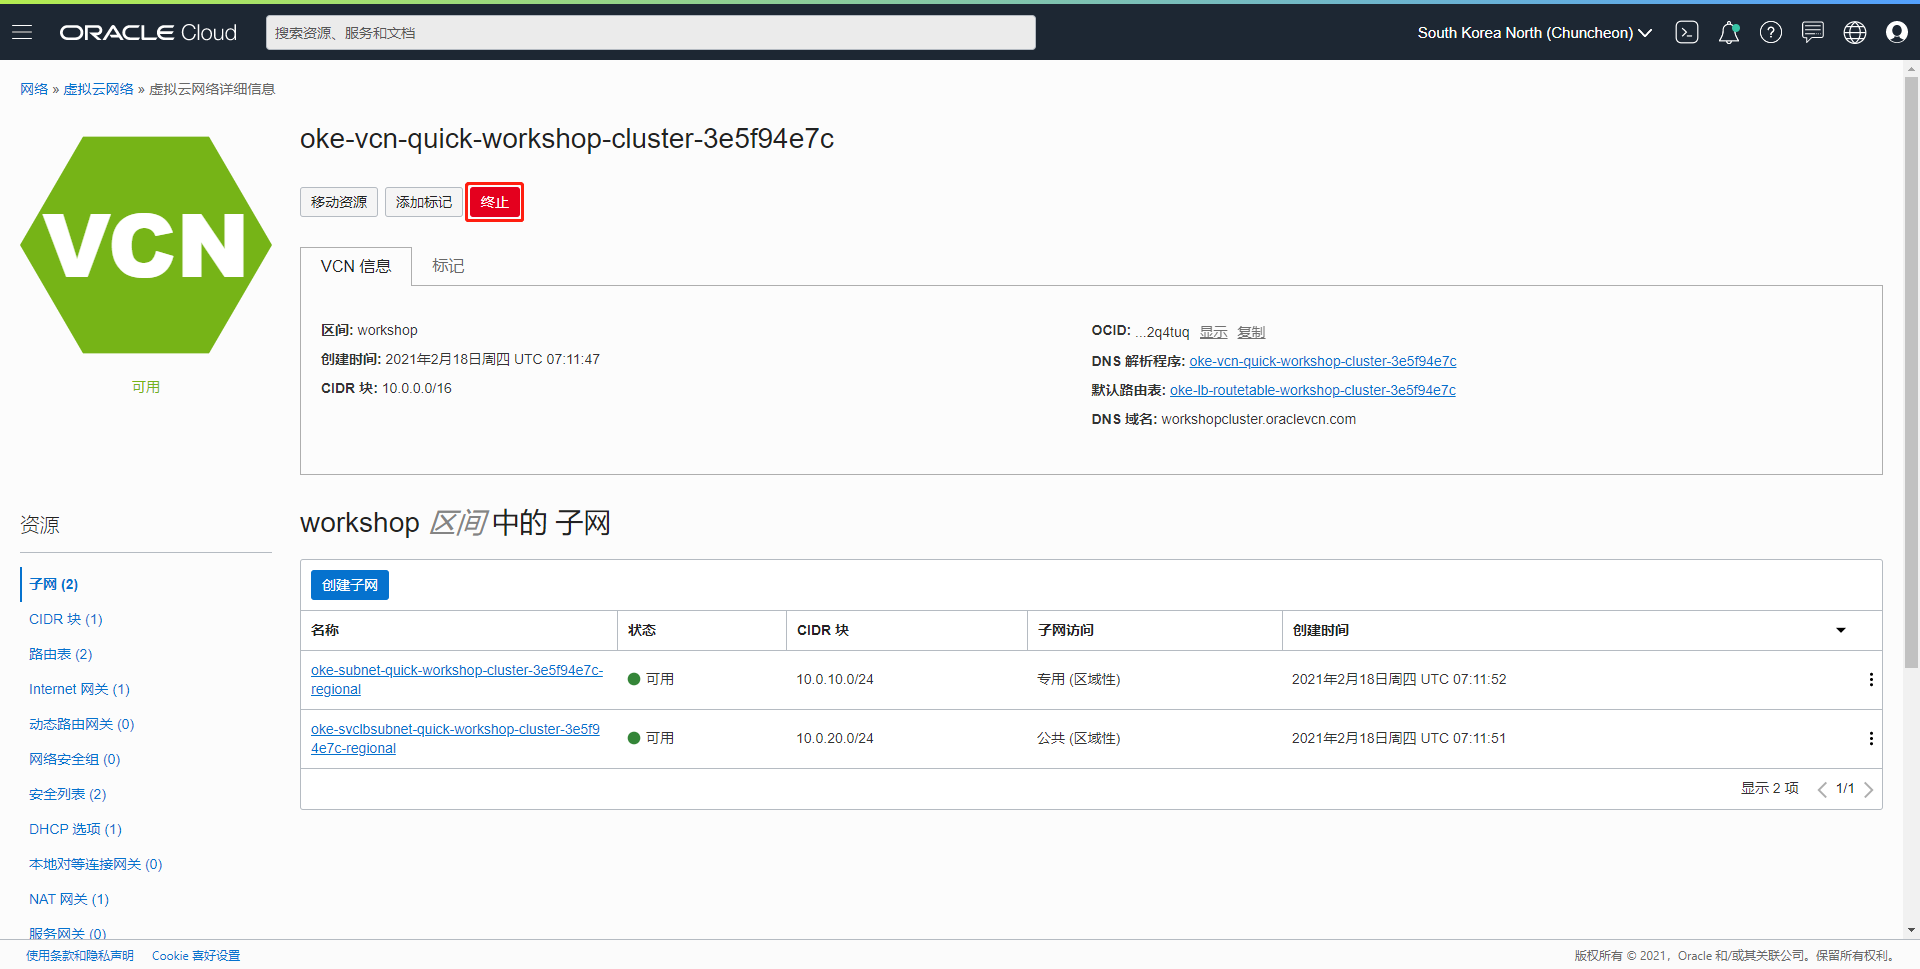 ORACLE Cloud
搜索资源、服务和文档
South Korea North (Chuncheon)
网络 » 虚拟云网络 » 虚拟云网络详细信息
VCN
可用
oke-vcn-quick-workshop-cluster-3e5f94e7c
移动资源 添加标记 终止
VCN 信息 标记
区间: workshop
创建时间: 2021年2月18日周四 UTC 07:11:47
CIDR 块: 10.0.0.0/16
OCID: ...2q4tuq 显示 复制
DNS 解析程序: oke-vcn-quick-workshop-cluster-3e5f94e7c
默认路由表: oke-lb-routetable-workshop-cluster-3e5f94e7c
DNS 域名: workshopcluster.oraclevcn.com
资源
子网 (2)
CIDR 块 (1)
路由表 (2)
Internet 网关 (1)
动态路由网关 (0)
网络安全组 (0)
安全列表 (2)
DHCP 选项 (1)
本地对等连接网关 (0)
NAT 网关 (1)
服务网关 (0)
workshop 区间 中的 子网
创建子网
名称 状态 CIDR 块 子网访问 创建时间
oke-subnet-quick-workshop-cluster-3e5f94e7c-
regional
可用 10.0.10.0/24 专用 (区域性) 2021年2月18日周四 UTC 07:11:52
oke-svclbsubnet-quick-workshop-cluster-3e5f9
4e7c-regional
可用 10.0.20.0/24 公共 (区域性) 2021年2月18日周四 UTC 07:11:51
显示 2 项 1/1
使用条款和隐私声明 Cookie 喜好设置
版权所有 © 2021，Oracle 和/或其关联公司。保留所有权利。